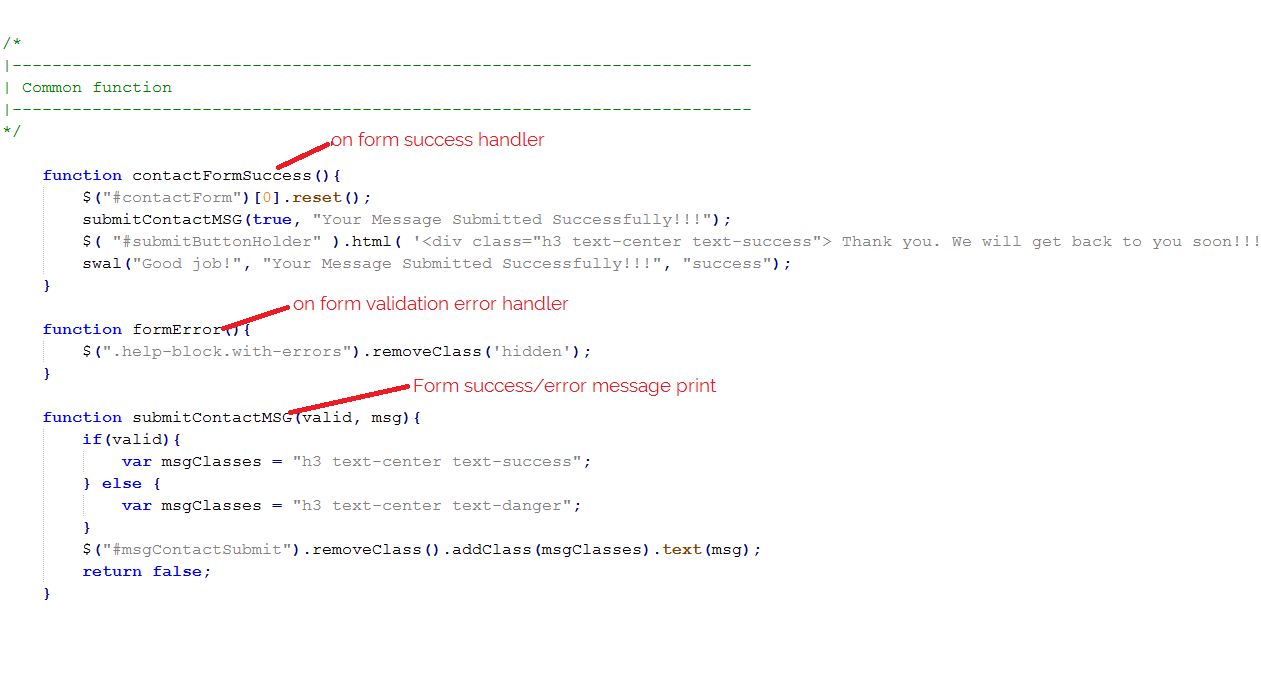 /*
|--------------------------------------------------------------------------
| Common function
|--------------------------------------------------------------------------
*/
on form success handler
function contactFormSuccess(){
$("#contactForm")[0].reset();
submitContactMSG(true, "Your Message Submitted Successfully!!!");
$( "#submitButtonHolder" ).html( '<div class="h3 text-center text-success"> Thank you. We will get back to you soon!!!
swal("Good job!", "Your Message Submitted Successfully!!!", "success");
}
on form validation error handler
function formError(){
$(".help-block.with-errors").removeClass('hidden');
}
Form success/error message print
function submitContactMSG(valid, msg){
if(valid){
var msgClasses = "h3 text-center text-success";
} else {
var msgClasses = "h3 text-center text-danger";
}
$("#msgContactSubmit").removeClass().addClass(msgClasses).text(msg);
return false;
}